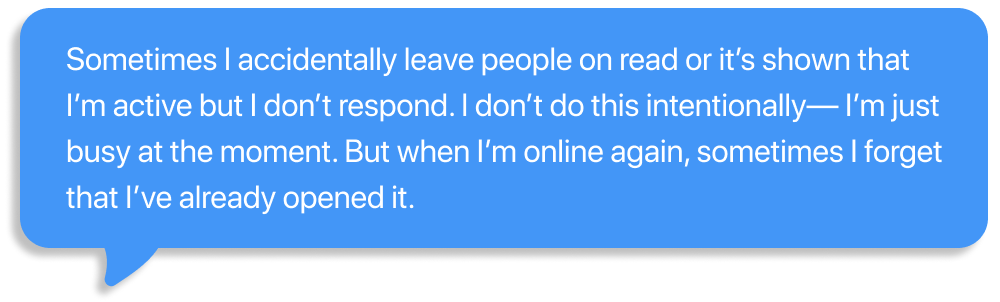 Sometimes I accidentally leave people on read or it’s shown that
I’m active but I don’t respond. I don’t do this intentionally— I’m just
busy at the moment. But when I’m online again, sometimes I forget
that I’ve already opened it.